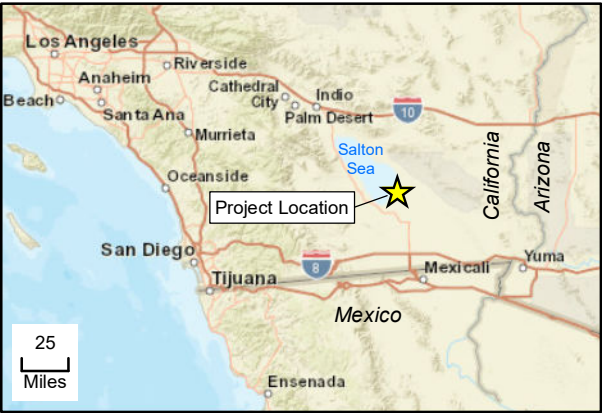 Los Angeles
Riverside
Anaheim
Cathedral
City
Indio
Beach
Santa Ana
Palm Desert
10
Murrieta
Salton
Sea
California
Arizona
Oceanside
Project Location
San Diego
8
Yuma
Tijuana
Mexicali
Mexico
25
Miles
Ensenada